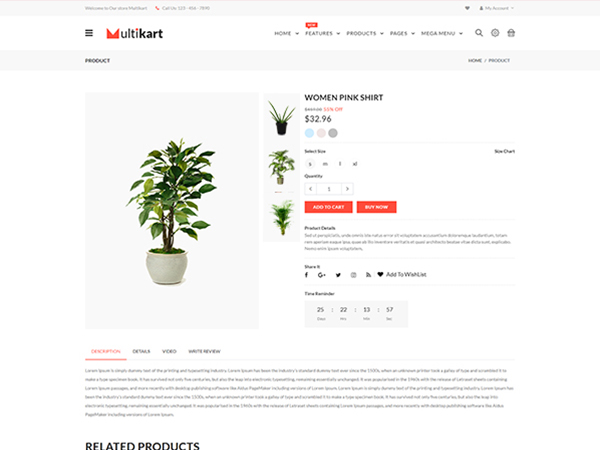 Welcome to Our store Multikart
Call Us: 123 - 456 - 7890
My Account
Multikart
HOME
NEW
FEATURES
PRODUCTS
PAGES
MEGA MENU
PRODUCT
HOME / PRODUCT
WOMEN PINK SHIRT
$459.00 55% Off
$32.96
Select Size
Size Chart
s m l xl
Quantity
1
ADD TO CART
BUY NOW
Product Details
Sed ut perspiciatis, unde omnis iste natus error sit voluptatem accusantium doloremque laudantium, totam
rem aperiam eaque ipsa, quae ab illo inventore veritatis et quasi architecto beatae vitae dicta sunt, explicabo.
Nemo enim ipsam voluptatem,
Share It
Add To WishList
Time Reminder
25 : 22 : 13 : 57
Days Hrs Min Sec
DESCRIPTION
DETAILS
VIDEO
WRITE REVIEW
Lorem Ipsum is simply dummy text of the printing and typesetting industry. Lorem Ipsum has been the industry's standard dummy text ever since the 1500s, when an unknown printer took a galley of type and scrambled it
to make a type specimen book. It has survived not only five centuries, but also the leap into electronic typesetting, remaining essentially unchanged. It was popularised in the 1960s with the release of Letraset sheets containing
Lorem Ipsum passages, and more recently with desktop publishing software like Aldus PageMaker including versions of Lorem Ipsum.
Lorem Ipsum has been the industry's standard dummy text ever since the 1500s, when an unknown printer took a galley of type and scrambled it to make a type
specimen book. It has survived not only five centuries, but also the leap into electronic typesetting, remaining essentially unchanged. It was popularised in the 1960s with the release of Letraset sheets containing Lorem Ipsum passages, and more recently with desktop publishing software like Aldus
PageMaker including versions of Lorem Ipsum.
RELATED PRODUCTS